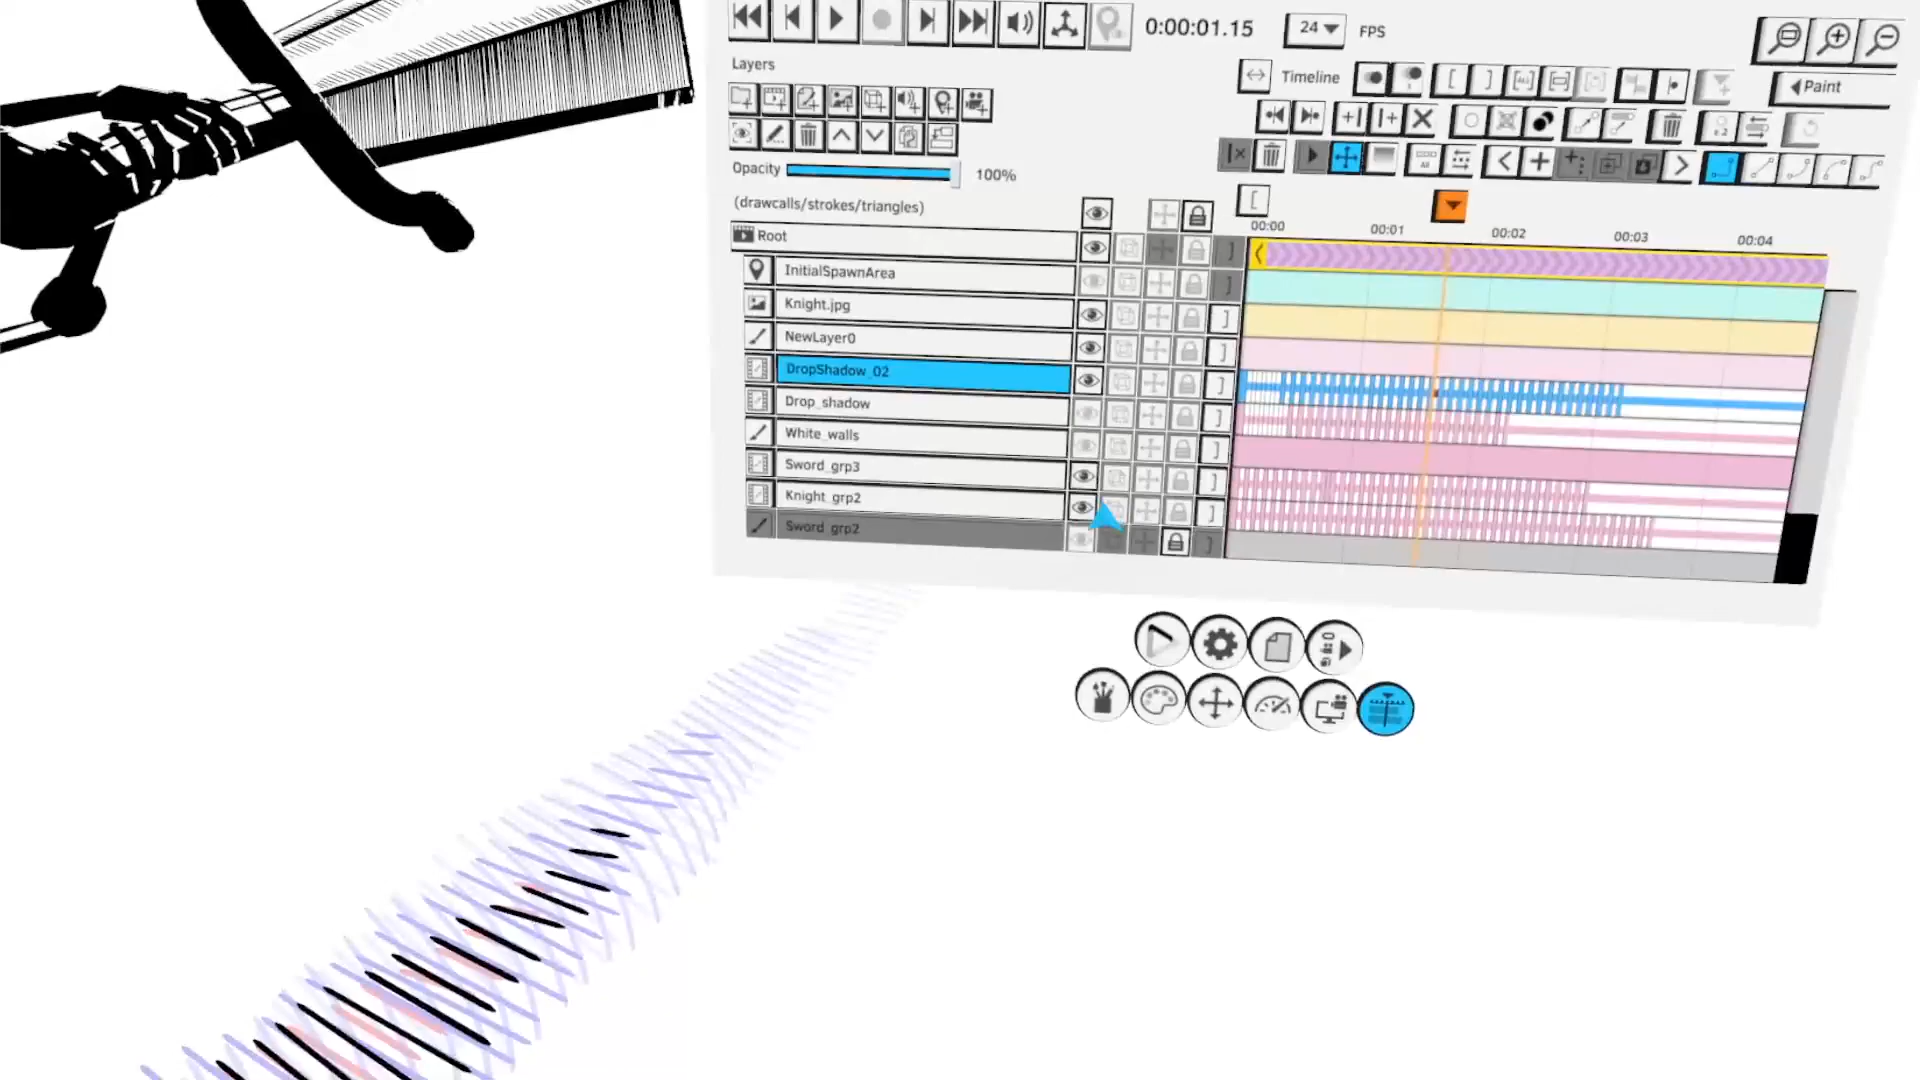 0:00:01.15
24
FPS
Layers
Timeline
Paint
Opacity
100%
(drawcalls/strokes/triangles)
00:00
00:01
00:02
00:03
00:04
Root
InitialSpawnArea
Knight.jpg
NewLayer0
DropShadow_02
Drop_shadow
White_walls
Sword_grp3
Knight_grp2
Sword_grp2